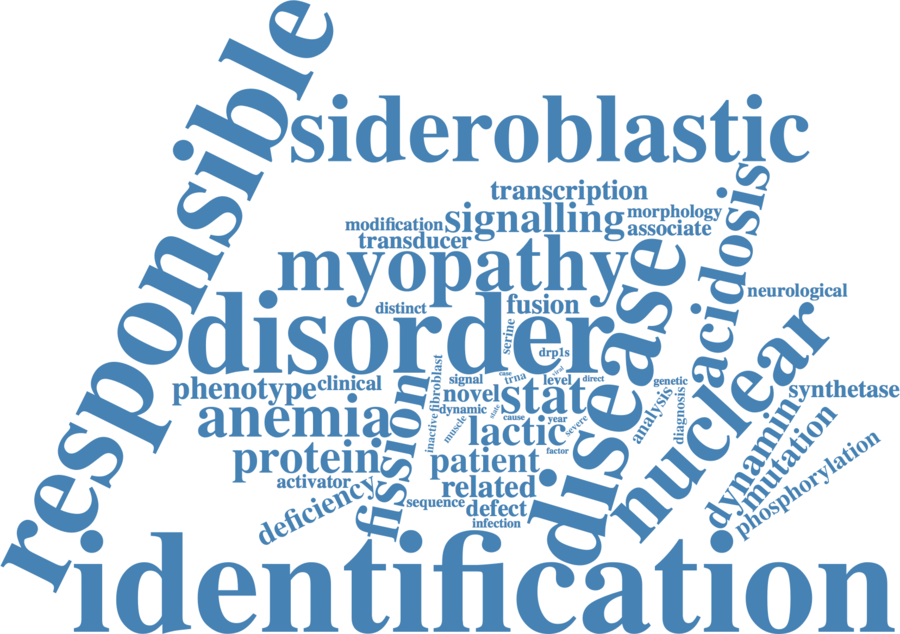 responsible
sideroblastic
transcription
modification
signalling
morphology
associate
transducer
acidosis
myopathy
disease
neurological
distinct
fusion
disorder
serine
drp1s
nuclear
phenotype
clinical
fibroblast
signal
case
trna
viral
level
direct
genetic
novel
stat
synthetase
anemia
fission
dynamic
state
cause
year
severe
analysis
diagnosis
inactive
muscle
lactic
factor
dynamin
mutation
phosphorylation
protein
patient
activator
related
deficiency
sequence
defect
infection
identification